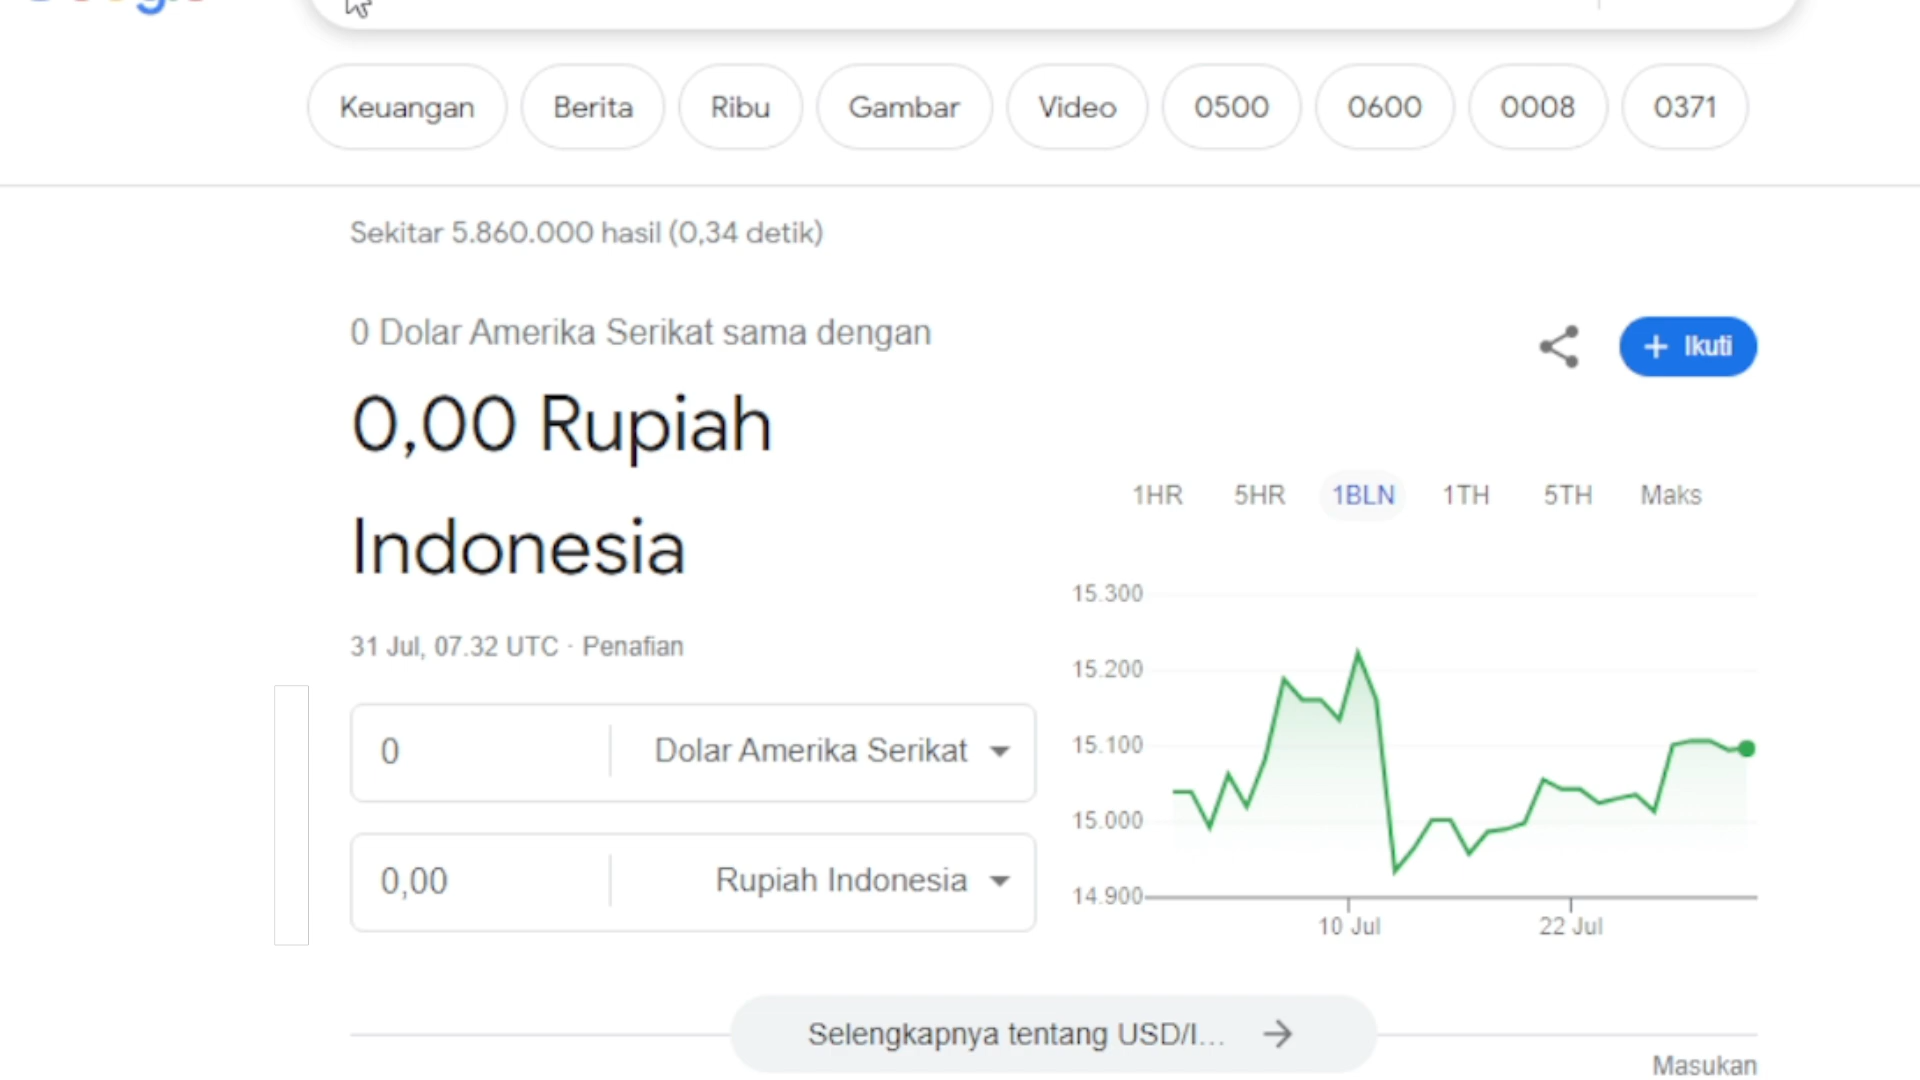 Keuangan
Berita
Ribu
Gambar
Video
0500
0600
0008
0371
Sekitar 5.860.000 hasil (0,34 detik)
0 Dolar Amerika Serikat sama dengan
0,00 Rupiah
Indonesia
31 Jul, 07.32 UTC · Penafian
+ Ikuti
0
Dolar Amerika Serikat
0,00
Rupiah Indonesia
1HR
5HR
1BLN
1TH
5TH
Maks
15.300
15.200
15.100
15.000
14.900
10 Jul
22 Jul
Selengkapnya tentang USD/I...
Masukan